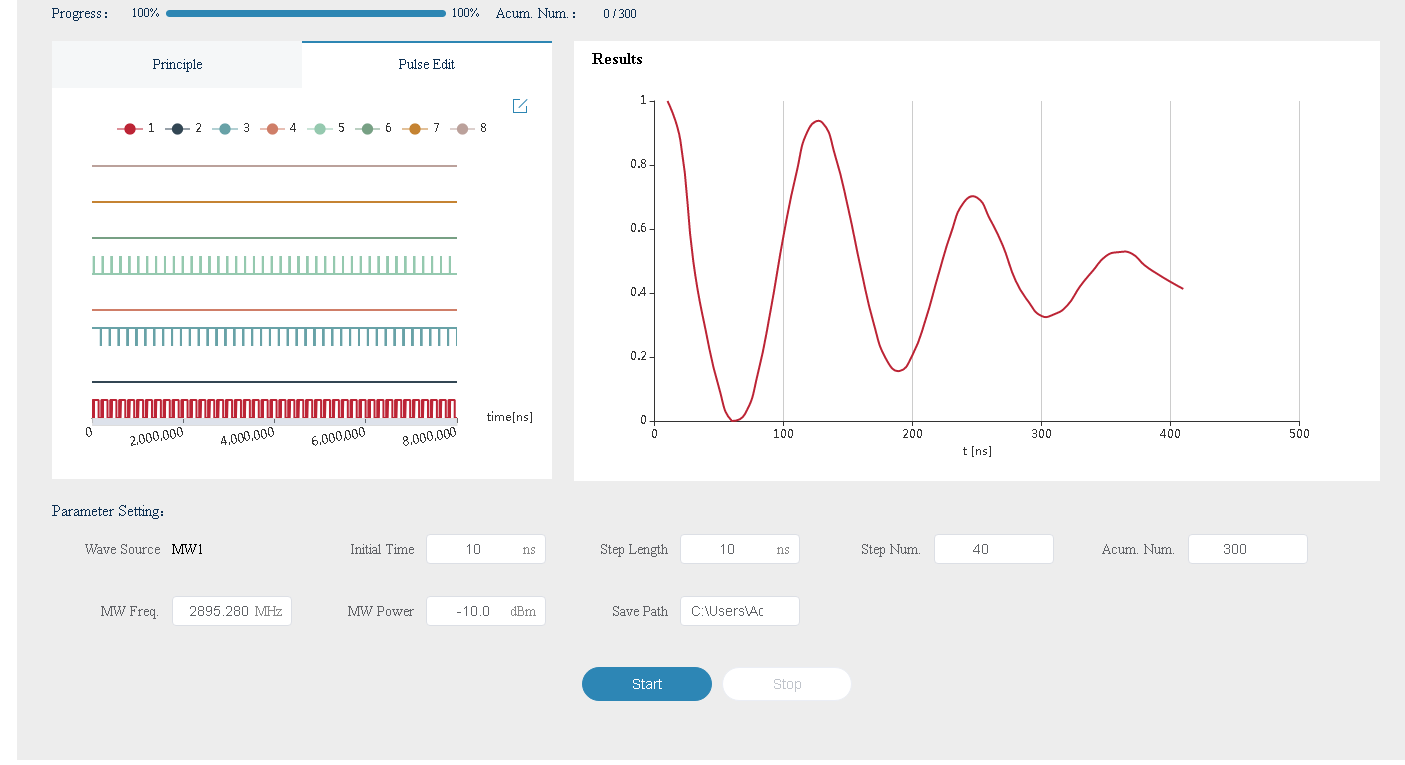 Progress: 100% 100% Acum. Num.: 0/300
Principle Pulse Edit
Results
1 2 3 4 5 6 7 8
1
0.8
0.6
0.4
0.2
0
0 100 200 300 400 500
t [ns]
time[ns]
0 2,000,000 4,000,000 6,000,000 8,000,000
Parameter Setting:
Wave Source MW1 Initial Time 10 ns Step Length 10 ns Step Num. 40 Acum. Num. 300
MW Freq. 2895.280 MHz MW Power -10.0 dBm Save Path C:\Users\Ac
Start Stop